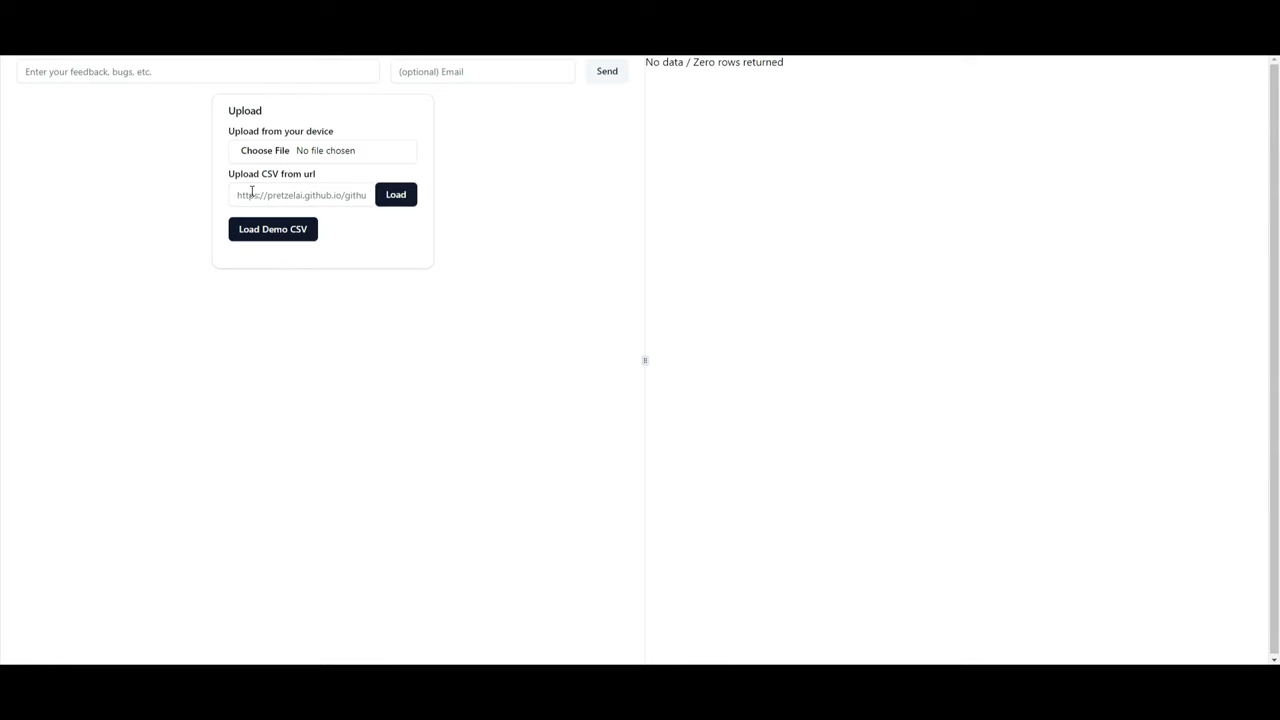 Enter your feedback, bugs, etc.
(optional) Email
Send
No data / Zero rows returned
Upload
Upload from your device
Choose File No file chosen
Upload CSV from url
https://pretzelai.github.io/githu
Load
Load Demo CSV